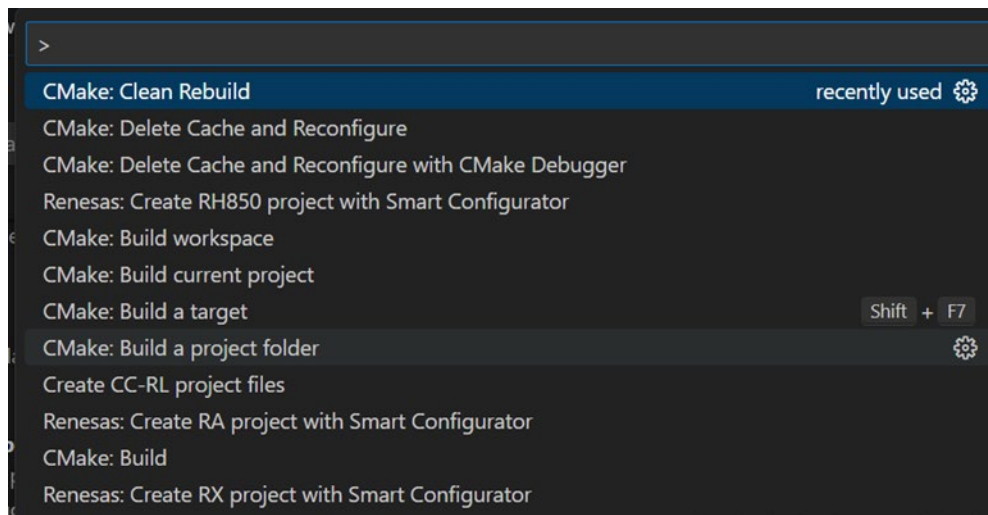 >
CMake: Clean Rebuild recently used
CMake: Delete Cache and Reconfigure
CMake: Delete Cache and Reconfigure with CMake Debugger
Renesas: Create RH850 project with Smart Configurator
CMake: Build workspace
CMake: Build current project
CMake: Build a target Shift + F7
CMake: Build a project folder
Create CC-RL project files
Renesas: Create RA project with Smart Configurator
CMake: Build
Renesas: Create RX project with Smart Configurator